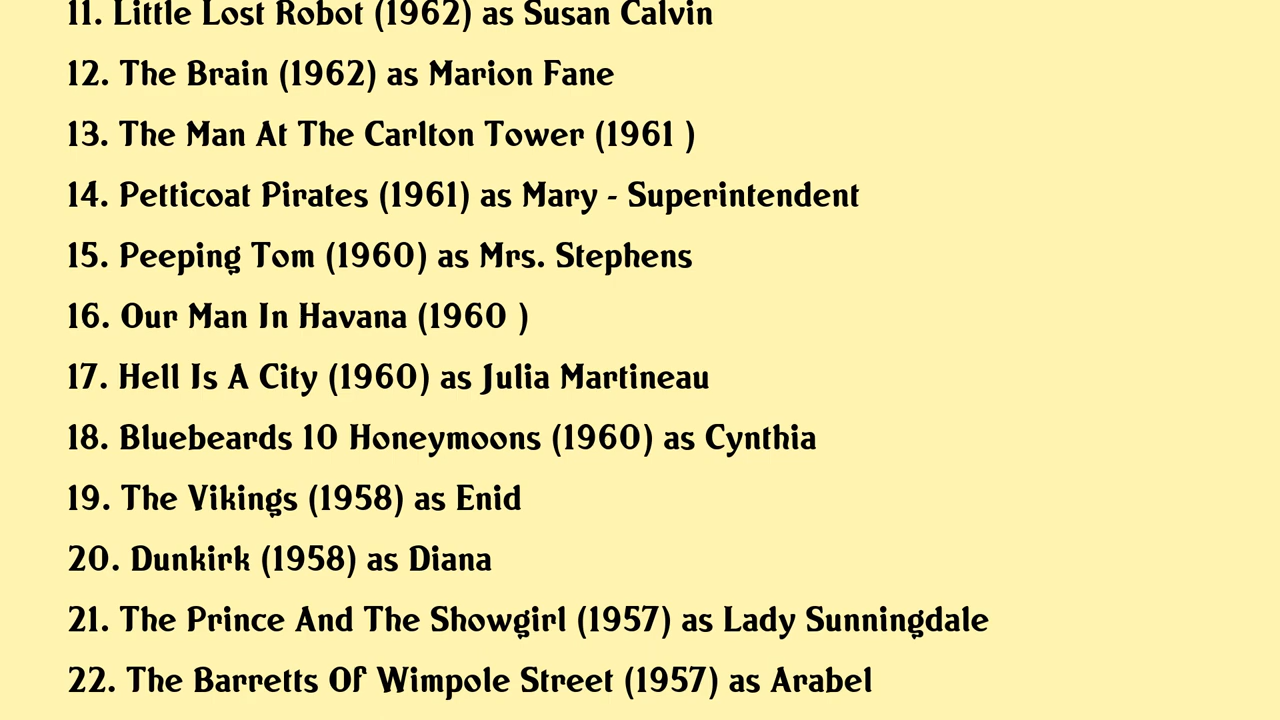 11. Little Lost Robot (1962) as Susan Calvin
12. The Brain (1962) as Marion Fane
13. The Man At The Carlton Tower (1961 )
14. Petticoat Pirates (1961) as Mary - Superintendent
15. Peeping Tom (1960) as Mrs. Stephens
16. Our Man In Havana (1960 )
17. Hell Is A City (1960) as Julia Martineau
18. Bluebeards 10 Honeymoons (1960) as Cynthia
19. The Vikings (1958) as Enid
20. Dunkirk (1958) as Diana
21. The Prince And The Showgirl (1957) as Lady Sunningdale
22. The Barretts Of Wimpole Street (1957) as Arabel